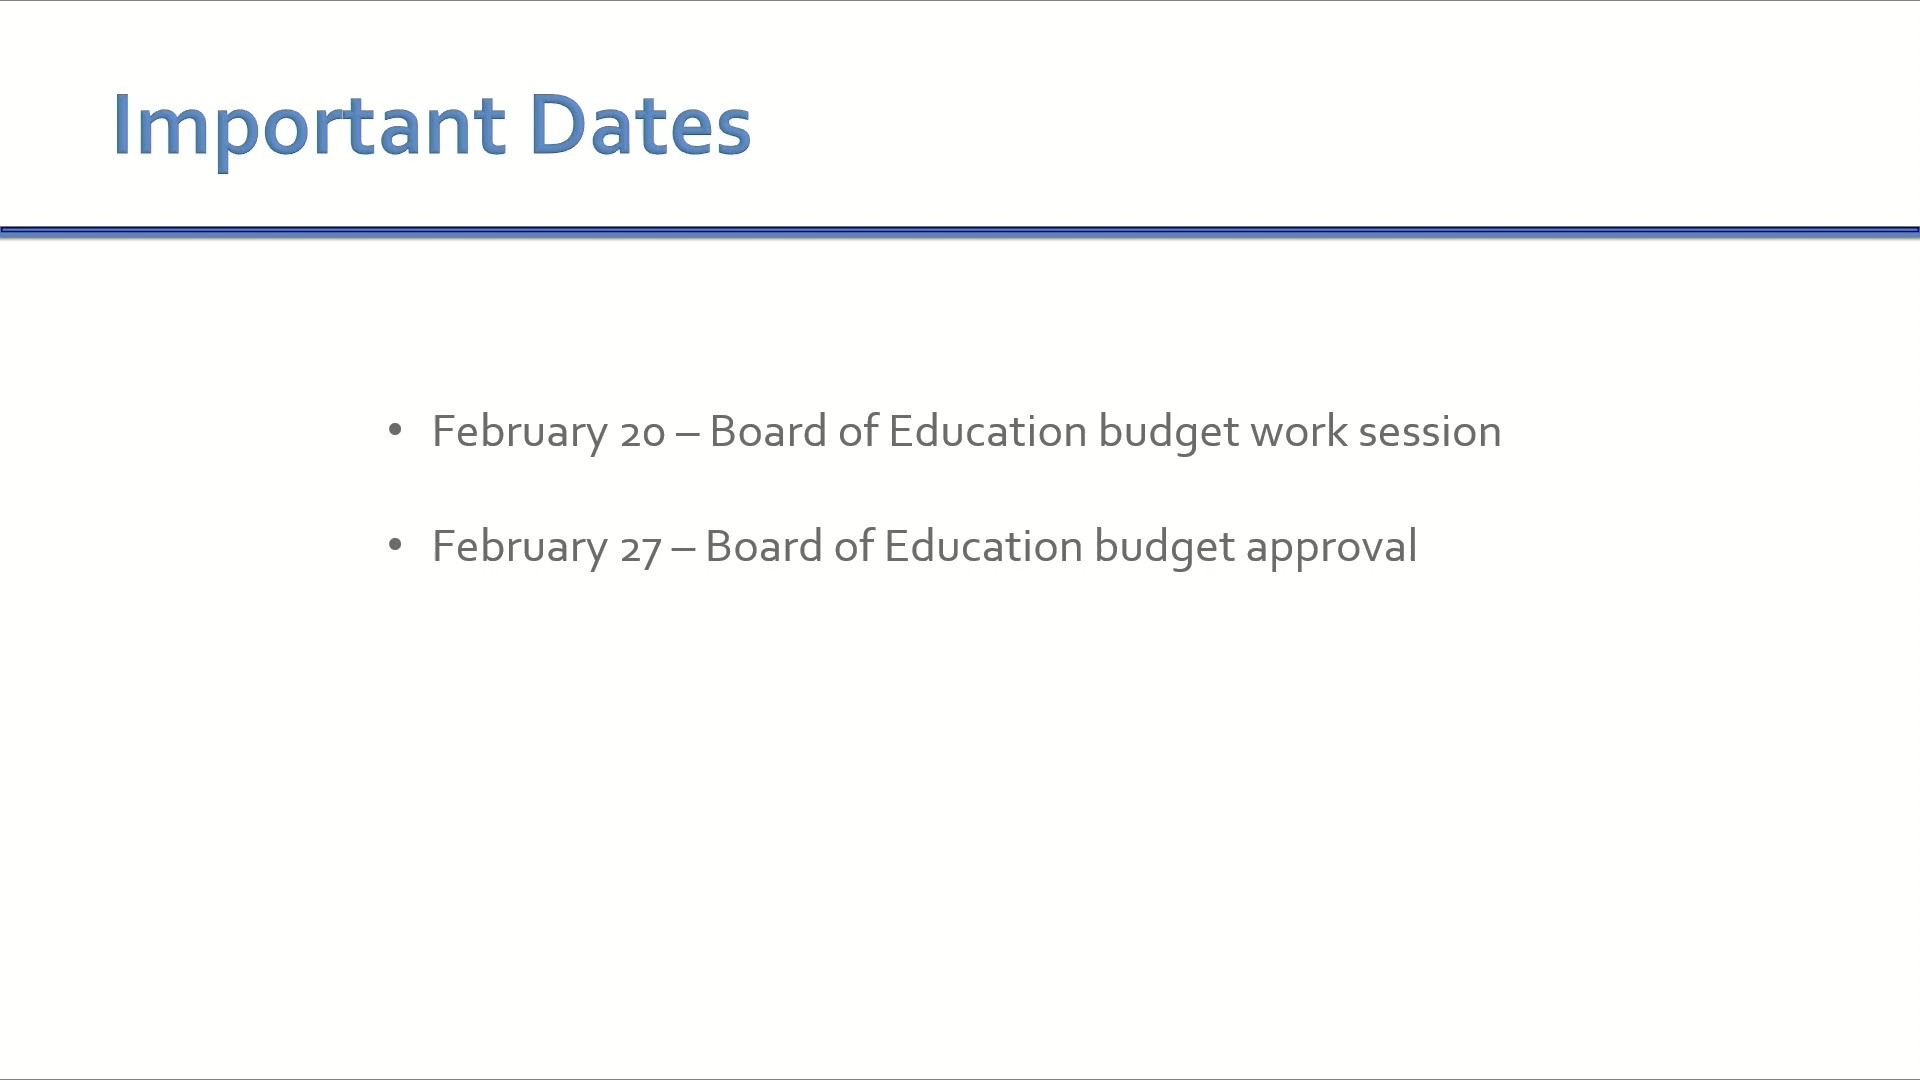 Important Dates
• February 20 – Board of Education budget work session
• February 27 – Board of Education budget approval